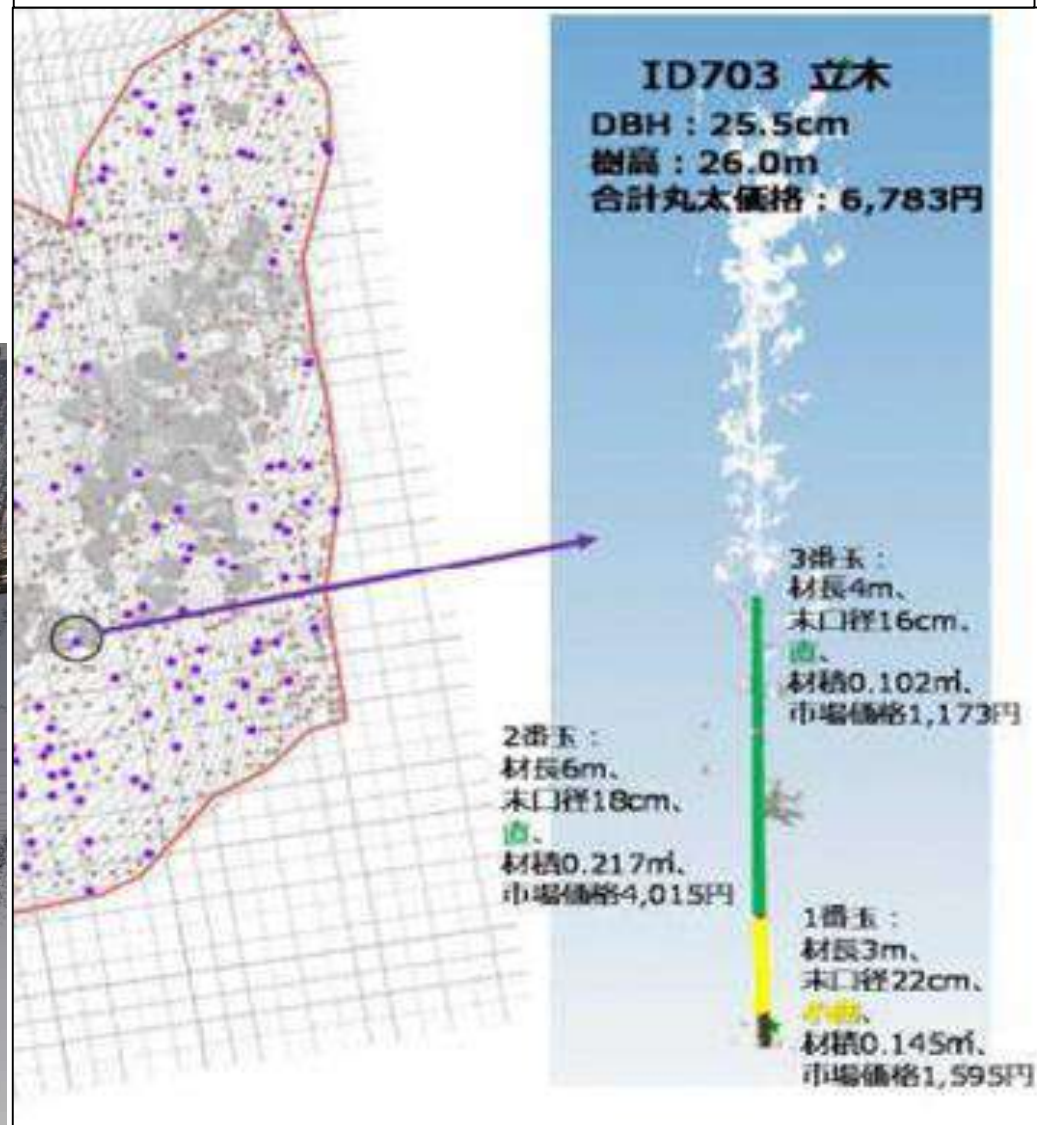 ID703 立木
DBH：25.5cm
樹高：26.0m
合計丸太価格：6,783円
3番玉：
材長4m、
末口径16cm、
直、
材積0.102㎥、
市場価格1,173円
2番玉：
材長6m、
末口径18cm、
直、
材積0.217㎥、
市場価格4,015円
1番玉：
材長3m、
末口径22cm、
小曲、
材積0.145㎥、
市場価格1,595円